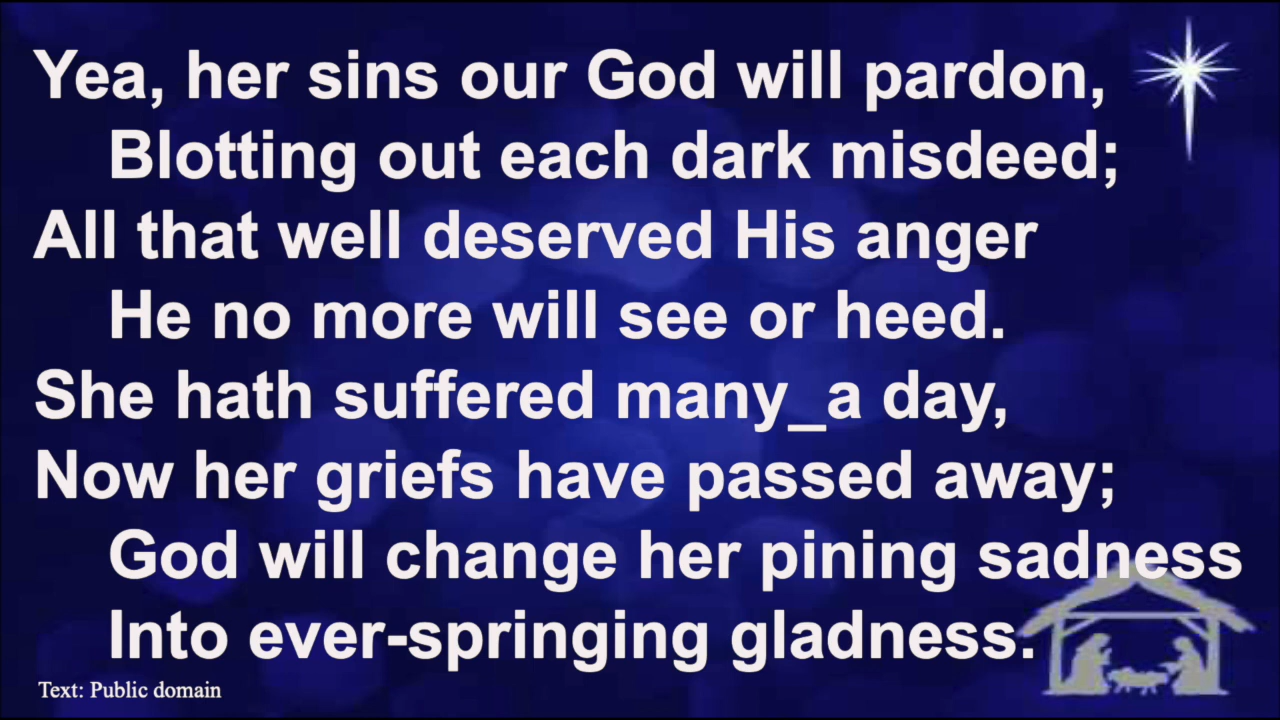 Yea, her sins our God will pardon,
Blotting out each dark misdeed;
All that well deserved His anger
He no more will see or heed.
She hath suffered many_a day,
Now her griefs have passed away;
God will change her pining sadness
Into ever-springing gladness.
Text: Public domain